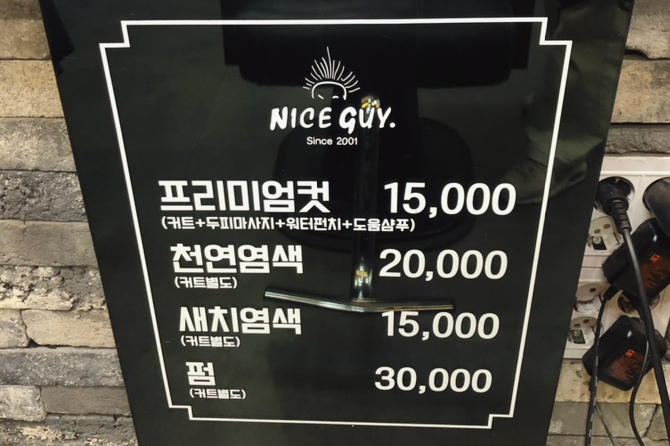 NICE GUY.
Since 2001
프리미엄컷 15,000
(커트+두피마사지+워터펀치+도움샴푸)
천연염색 20,000
(커트별도)
새치염색 15,000
(커트별도)
펌 30,000
(커트별도)